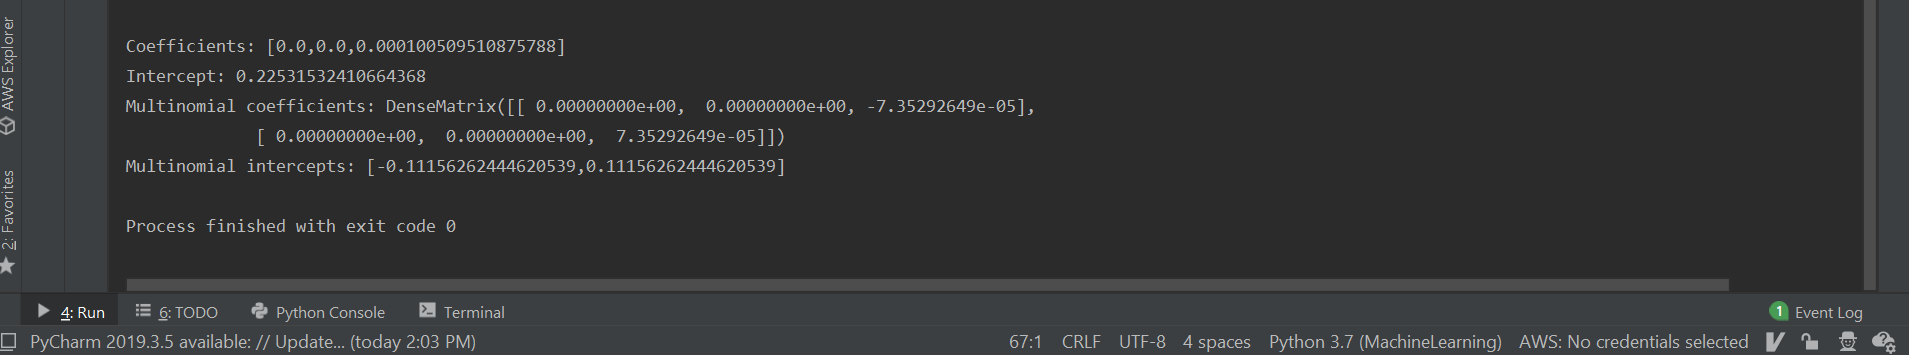 AWS Explorer
2: Favorites
Coefficients: [0.0,0.0,0.000100509510875788]
Intercept: 0.22531532410664368
Multinomial coefficients: DenseMatrix([[ 0.00000000e+00,  0.00000000e+00, -7.35292649e-05],
[ 0.00000000e+00,  0.00000000e+00,  7.35292649e-05]])
Multinomial intercepts: [-0.11156262444620539,0.11156262444620539]
Process finished with exit code 0
4: Run 6: TODO Python Console Terminal 1 Event Log
PyCharm 2019.3.5 available: // Update... (today 2:03 PM) 67:1 CRLF UTF-8 4 spaces Python 3.7 (MachineLearning) AWS: No credentials selected